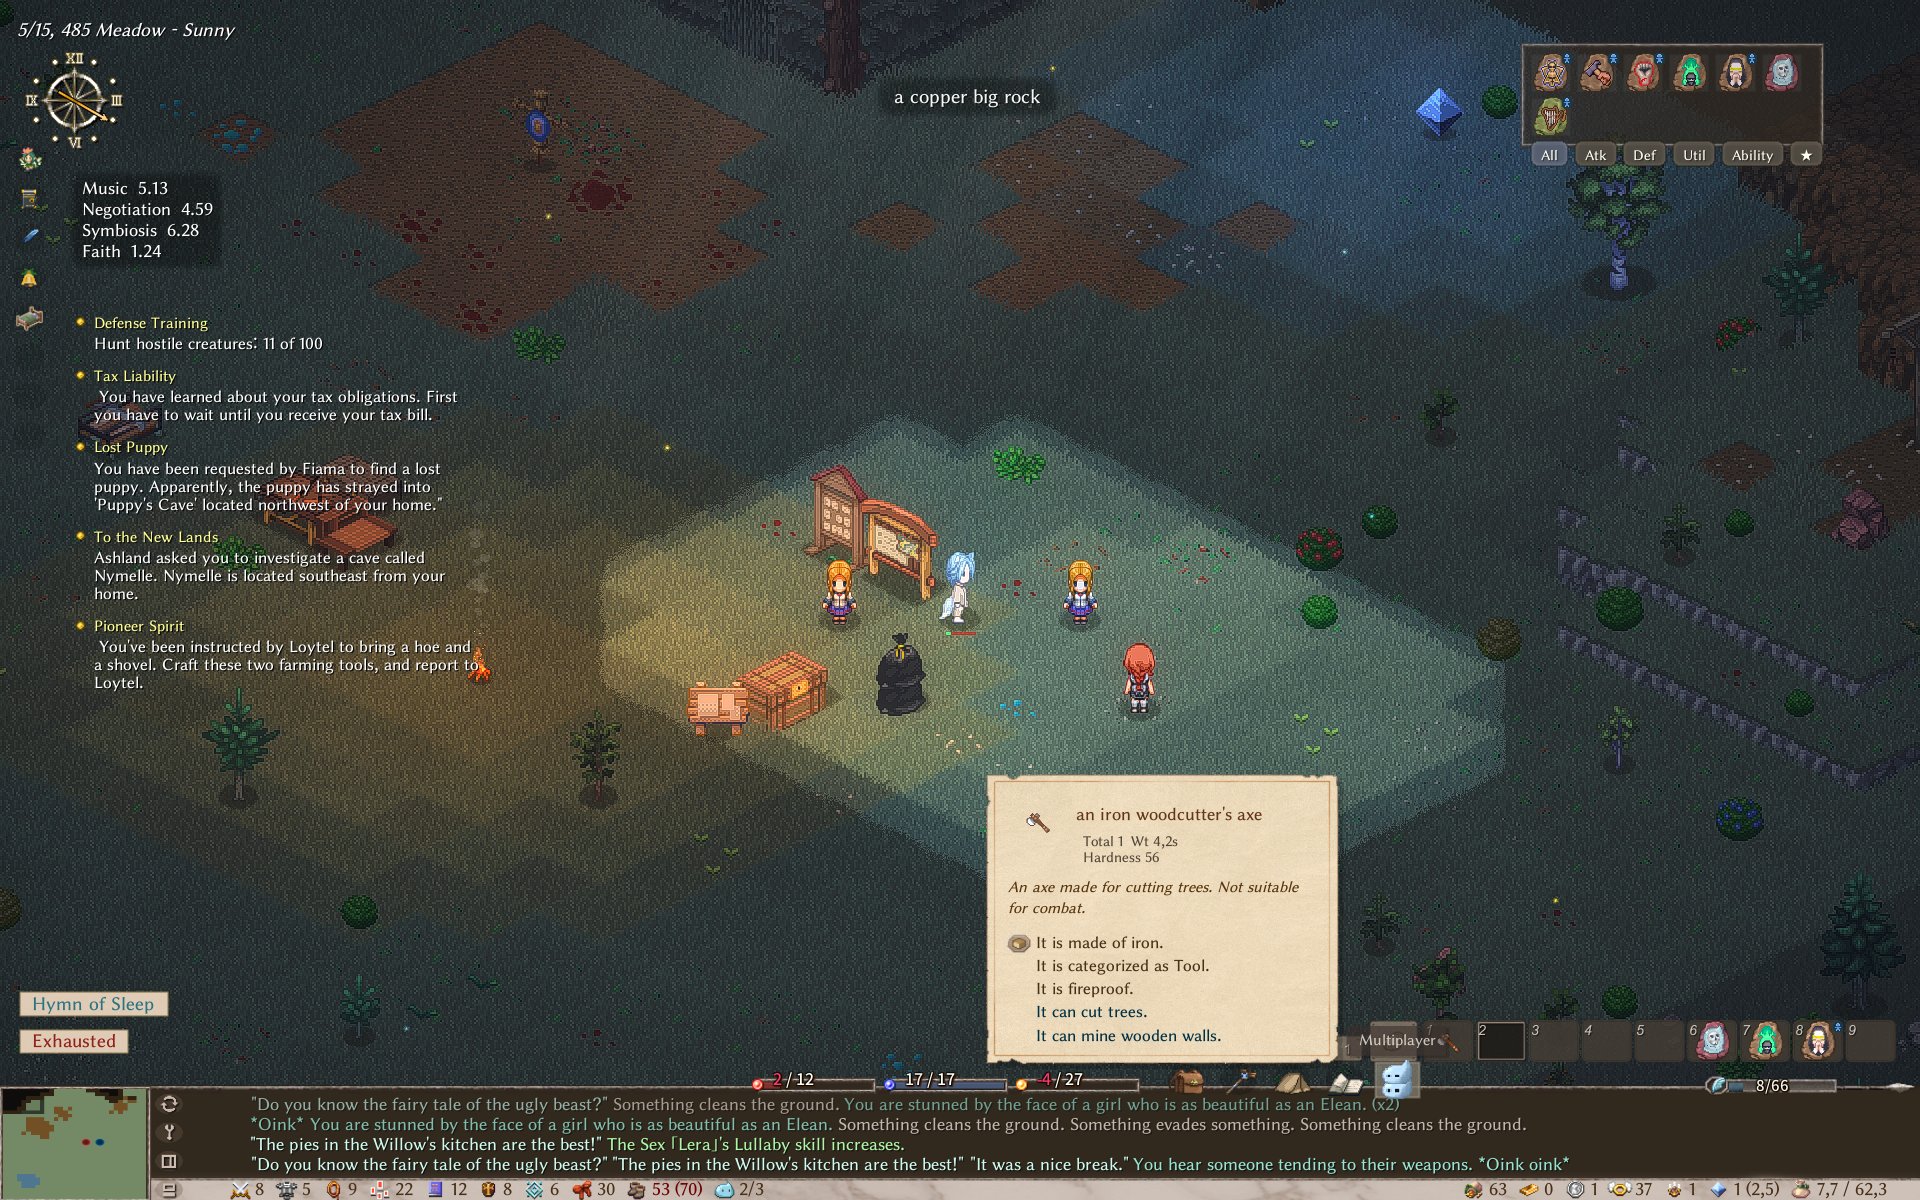 5/15, 485 Meadow - Sunny
XII
III
VI
IX
a copper big rock
All
Atk
Def
Util
Ability
★
Music 5.13
Negotiation 4.59
Symbiosis 6.28
Faith 1.24
Defense Training
Hunt hostile creatures: 11 of 100
Tax Liability
You have learned about your tax obligations. First
you have to wait until you receive your tax bill.
Lost Puppy
You have been requested by Fiama to find a lost
puppy. Apparently, the puppy has strayed into
'Puppy's Cave' located northwest of your home."
To the New Lands
Ashland asked you to investigate a cave called
Nymelle. Nymelle is located southeast from your
home.
Pioneer Spirit
You've been instructed by Loytel to bring a hoe and
a shovel. Craft these two farming tools, and report to
Loytel.
an iron woodcutter's axe
Total 1 Wt 4,2s
Hardness 56
An axe made for cutting trees. Not suitable
for combat.
It is made of iron.
It is categorized as Tool.
It is fireproof.
It can cut trees.
It can mine wooden walls.
Hymn of Sleep
Exhausted
Multiplayer
1
1
2
3
4
5
6
7
8
9
2 / 12
17 / 17
-4 / 27
8/66
"Do you know the fairy tale of the ugly beast?" Something cleans the ground. You are stunned by the face of a girl who is as beautiful as an Elean. (x2)
*Oink* You are stunned by the face of a girl who is as beautiful as an Elean. Something cleans the ground. Something evades something. Something cleans the ground.
"The pies in the Willow's kitchen are the best!" The Sex「Lera」's Lullaby skill increases.
"Do you know the fairy tale of the ugly beast?" "The pies in the Willow's kitchen are the best!" "It was a nice break." You hear someone tending to their weapons. *Oink oink*
8 5 9 22 12 8 6 30 53 (70) 2/3
63 0 1 37 1 1 (2,5) 7,7 / 62,3